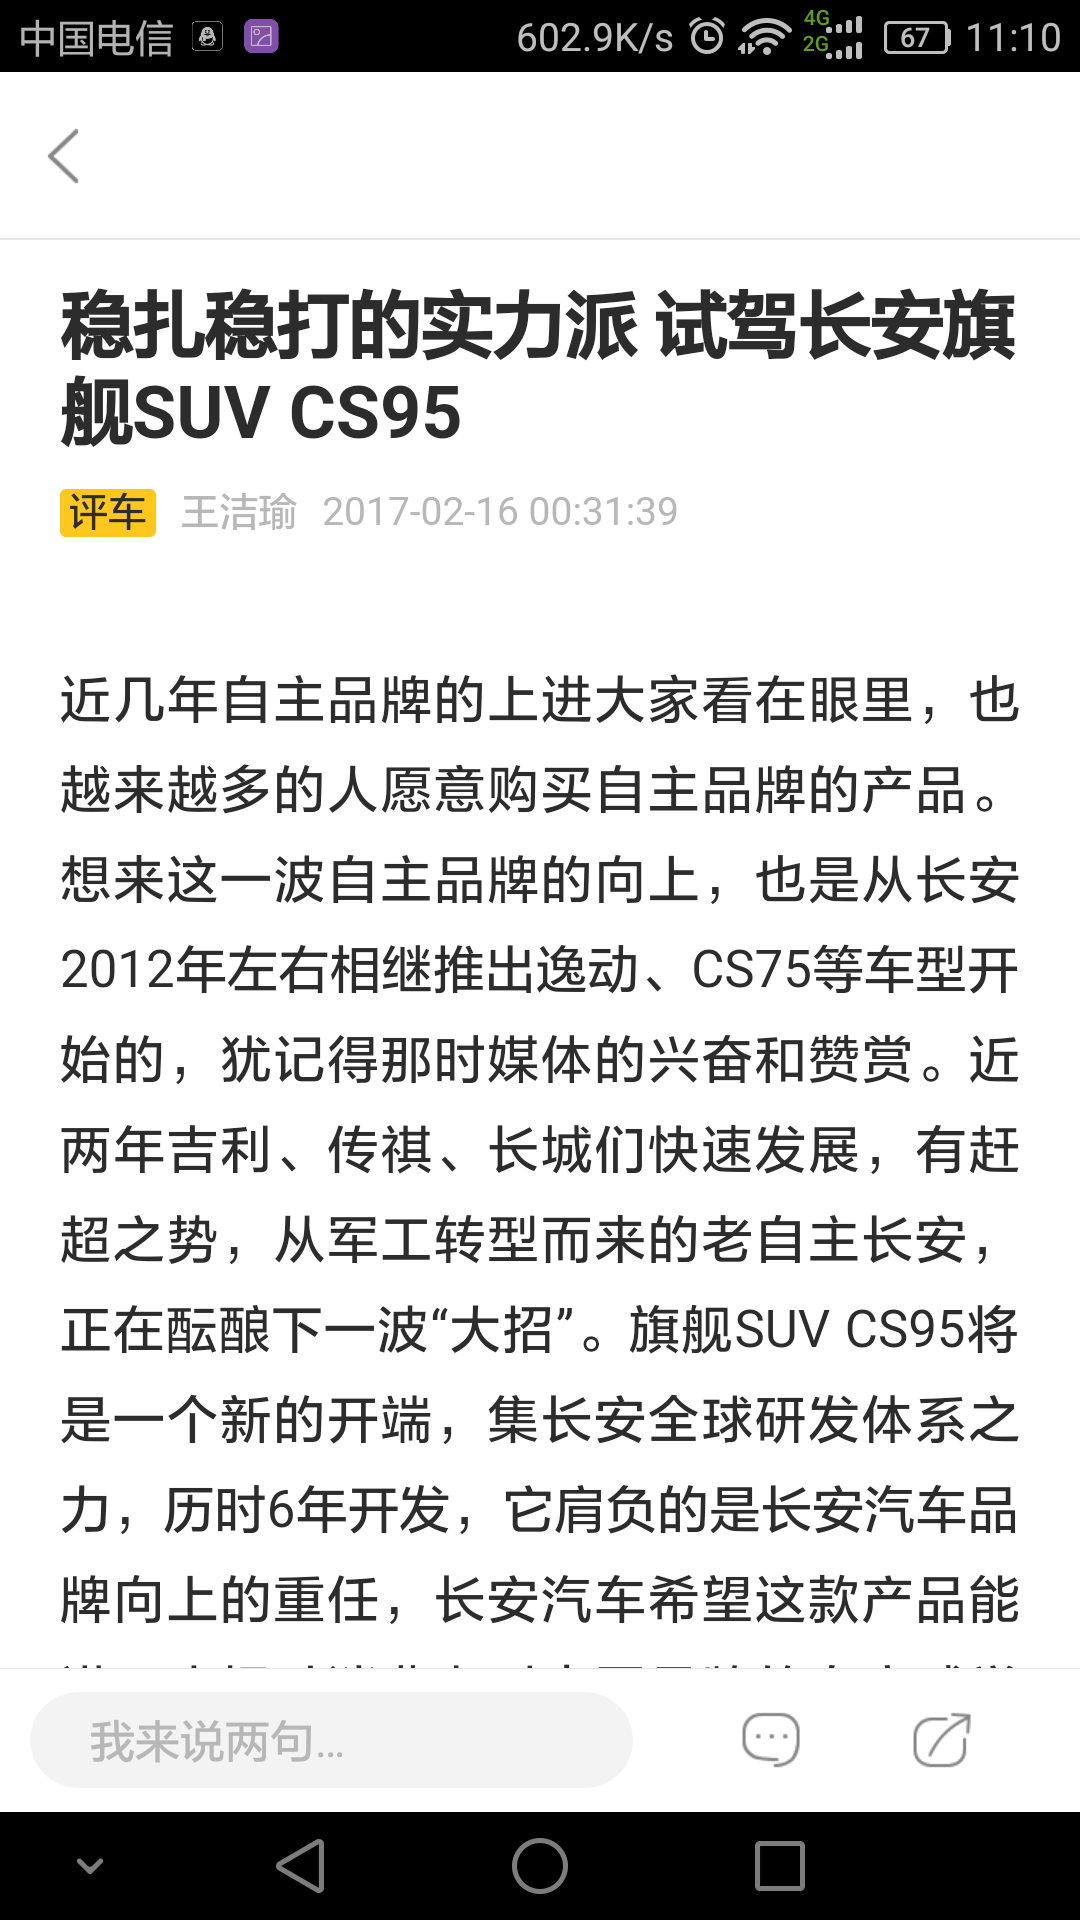 中国电信
602.9K/s
4G
2G
67
11:10
稳扎稳打的实力派 试驾长安旗
舰SUV CS95
评车 王洁瑜 2017-02-16 00:31:39
近几年自主品牌的上进大家看在眼里，也
越来越多的人愿意购买自主品牌的产品。
想来这一波自主品牌的向上，也是从长安
2012年左右相继推出逸动、CS75等车型开
始的，犹记得那时媒体的兴奋和赞赏。近
两年吉利、传祺、长城们快速发展，有赶
超之势，从军工转型而来的老自主长安，
正在酝酿下一波“大招”。旗舰SUV CS95将
是一个新的开端，集长安全球研发体系之
力，历时6年开发，它肩负的是长安汽车品
牌向上的重任，长安汽车希望这款产品能
我来说两句...